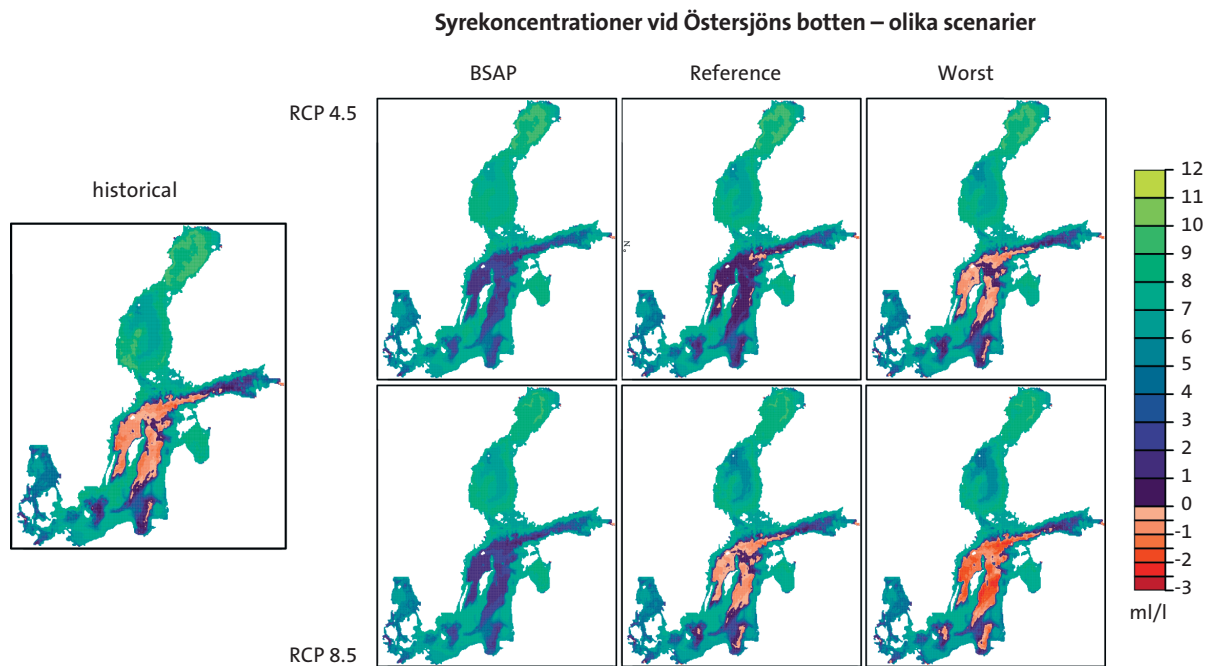 Syrekoncentrationer vid Östersjöns botten – olika scenarier
BSAP
Reference
Worst
RCP 4.5
historical
°N
12
11
10
9
8
7
6
5
4
3
2
1
0
-1
-2
-3
ml/l
RCP 8.5